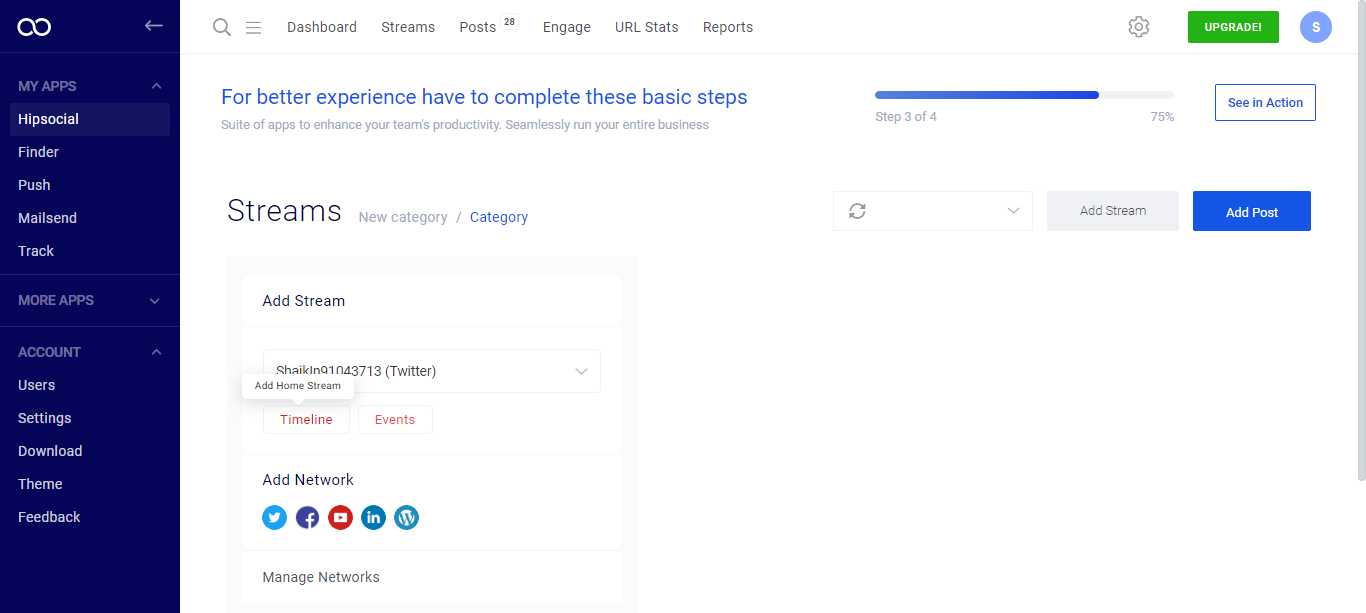 Dashboard Streams Posts 28 Engage URL Stats Reports UPGRADE! S
MY APPS
Hipsocial
Finder
Push
Mailsend
Track
MORE APPS
ACCOUNT
Users
Settings
Download
Theme
Feedback
For better experience have to complete these basic steps
Suite of apps to enhance your team's productivity. Seamlessly run your entire business
Step 3 of 4 75%
See in Action
Streams New category / Category
Add Stream Add Post
Add Stream
ShaikIn91043713 (Twitter)
Add Home Stream
Timeline Events
Add Network
Manage Networks